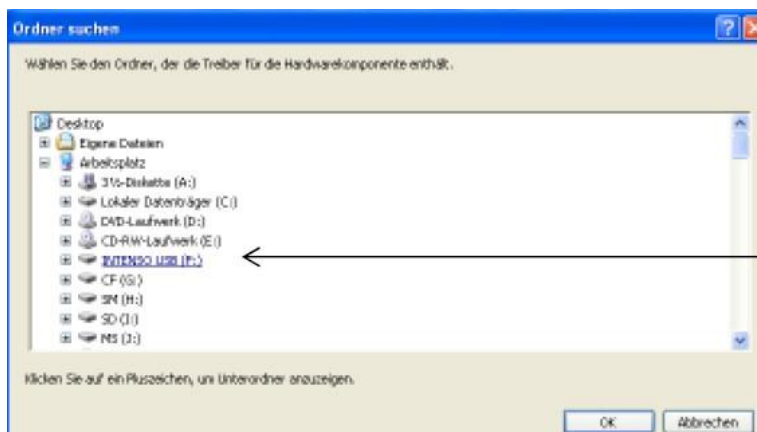 Ordner suchen
Wählen Sie den Ordner, der die Treiber für die Hardwarekomponente enthält.
Desktop
Eigene Dateien
Arbeitsplatz
3½-Diskette (A:)
Lokaler Datenträger (C:)
DVD-Laufwerk (D:)
CD-RW-Laufwerk (E:)
INTENSO USB (F:)
CF (G:)
SM (H:)
SD (I:)
MS (J:)
Klicken Sie auf ein Pluszeichen, um Unterordner anzuzeigen.
OK Abbrechen